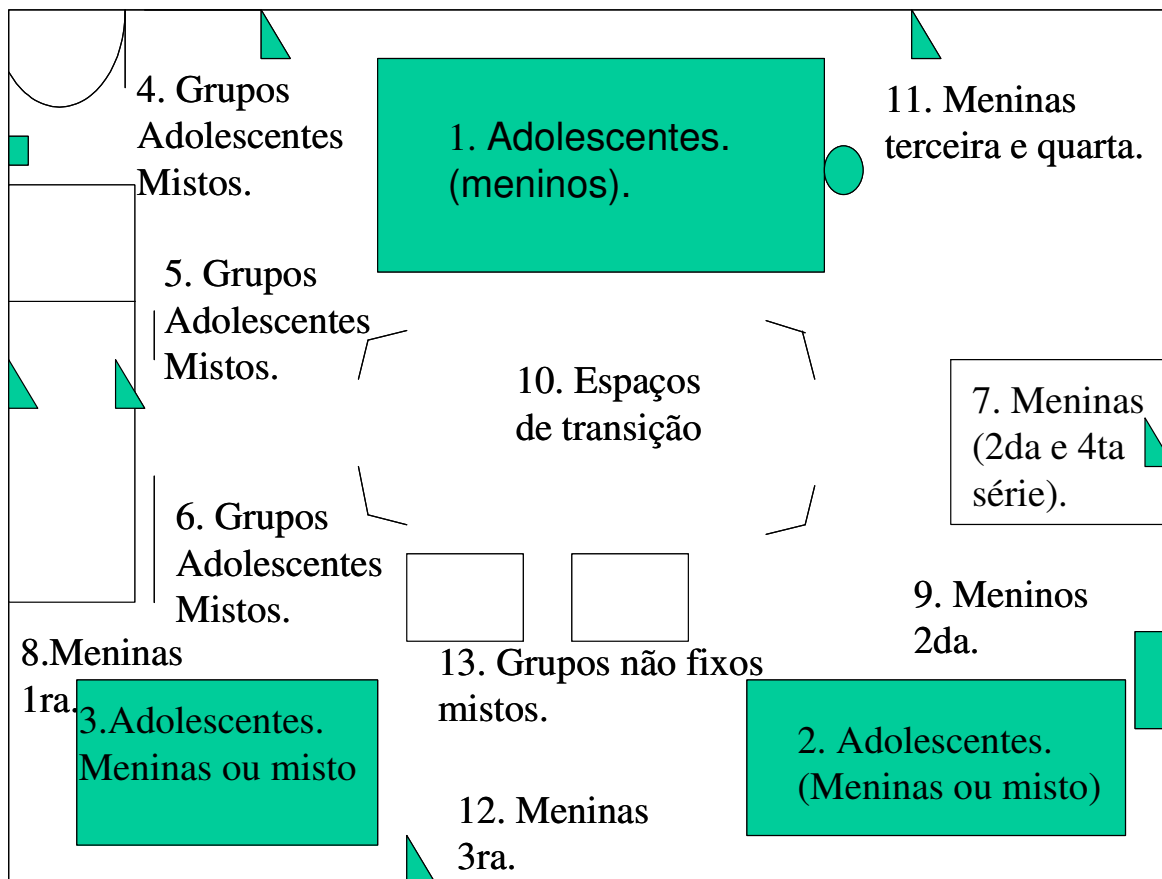 4. Grupos
Adolescentes
Mistos.
1. Adolescentes.
(meninos).
11. Meninas
terceira e quarta.
5. Grupos
Adolescentes
Mistos.
10. Espaços
de transição
7. Meninas
(2da e 4ta
série).
6. Grupos
Adolescentes
Mistos.
9. Meninos
2da.
8.Meninas
1ra.
13. Grupos não fixos
mistos.
3.Adolescentes.
Meninas ou misto
2. Adolescentes.
(Meninas ou misto)
12. Meninas
3ra.